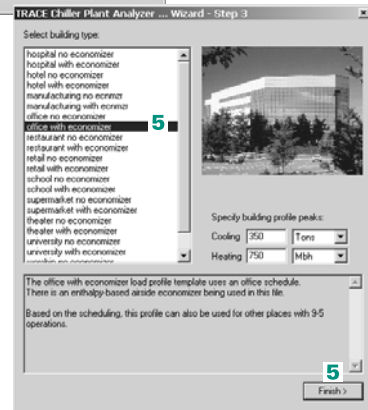 TRACE Chiller Plant Analyzer ... Wizard - Step 3
Select building type:
hospital no economizer
hospital with economizer
hotel no economizer
hotel with economizer
manufacturing no ecnmzr
manufacturing with ecnmzr
office no economizer
office with economizer
5
restaurant no economizer
restaurant with economizer
retail no economizer
retail with economizer
school no economizer
school with economizer
supermarket no economizer
supermarket with economizer
theater no economizer
theater with economizer
university no economizer
university with economizer
worship no economizer
Specify building profile peaks:
Cooling 350 Tons
Heating 750 Mbh
The office with economizer load profile template uses an office schedule.
There is an enthalpy-based airside economizer being used in this file.
Based on the scheduling, this profile can also be used for other places with 9-5
operations.
5
Finish >